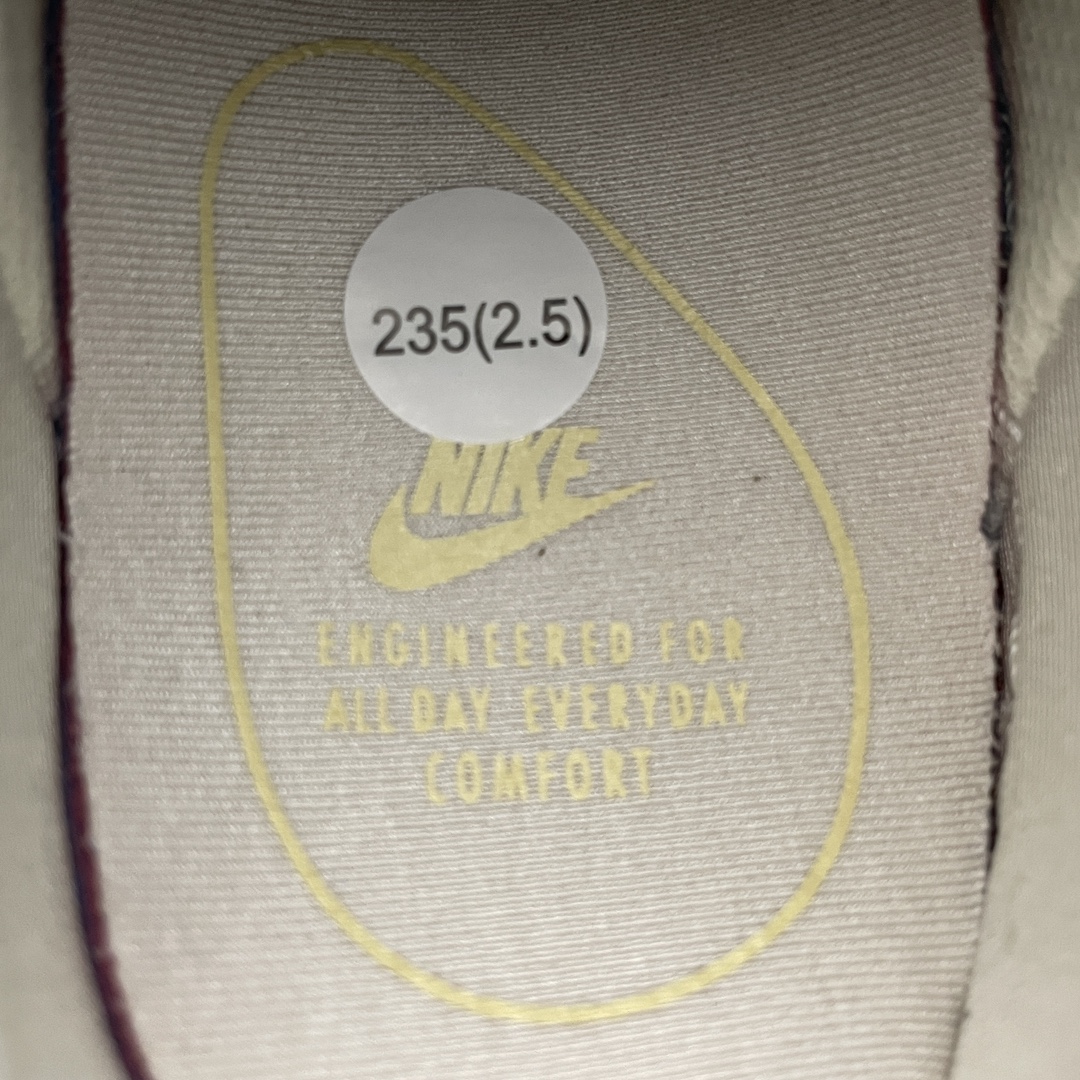 235(2.5)
NIKE
ENGINEERED FOR
ALL DAY EVERYDAY
COMFORT